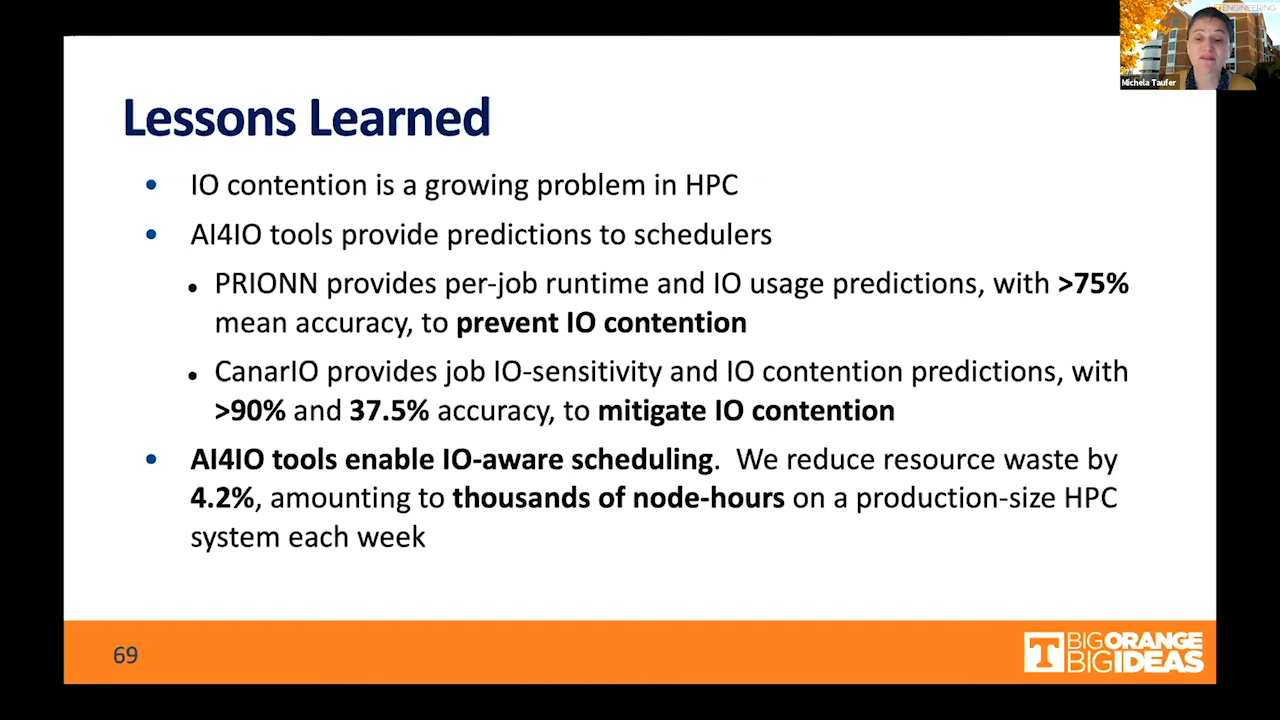 ENGINEERING
Michela Taufer
Lessons Learned
• IO contention is a growing problem in HPC
• AI4IO tools provide predictions to schedulers
• PRIONN provides per-job runtime and IO usage predictions, with >75%
mean accuracy, to prevent IO contention
• CanarIO provides job IO-sensitivity and IO contention predictions, with
>90% and 37.5% accuracy, to mitigate IO contention
• AI4IO tools enable IO-aware scheduling. We reduce resource waste by
4.2%, amounting to thousands of node-hours on a production-size HPC
system each week
69
T
BIGORANGE
BIGIDEAS